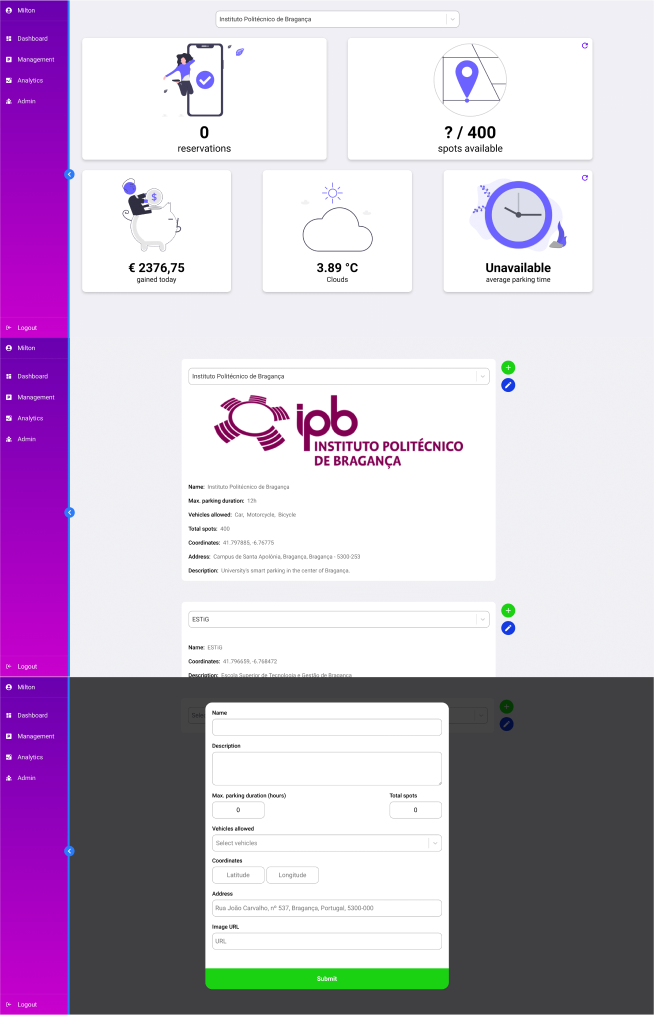 Milton
Dashboard
Management
Analytics
Admin
Logout
Instituto Politécnico de Bragança
0
reservations
? / 400
spots available
$
€ 2376,75
gained today
3.89 °C
Clouds
Unavailable
average parking time
Milton
Dashboard
Management
Analytics
Admin
Logout
Instituto Politécnico de Bragança
ipb
INSTITUTO POLITÉCNICO
DE BRAGANÇA
Name: Instituto Politécnico de Bragança
Max. parking duration: 12h
Vehicles allowed: Car, Motorcycle, Bicycle
Total spots: 400
Coordinates: 41.797885, -6.76775
Address: Campus de Santa Apolónia, Bragança, Bragança - 5300-253
Description: University's smart parking in the center of Bragança.
ESTiG
Name: ESTiG
Coordinates: 41.796659, -6.768472
Description: Escola Superior de Tecnologia e Gestão de Bragança
Milton
Dashboard
Management
Analytics
Admin
Logout
Name
Description
Max. parking duration (hours) Total spots
0 0
Vehicles allowed
Select vehicles
Coordinates
Latitude Longitude
Address
Rua João Carvalho, nº 537, Bragança, Portugal, 5300-000
Image URL
URL
Submit